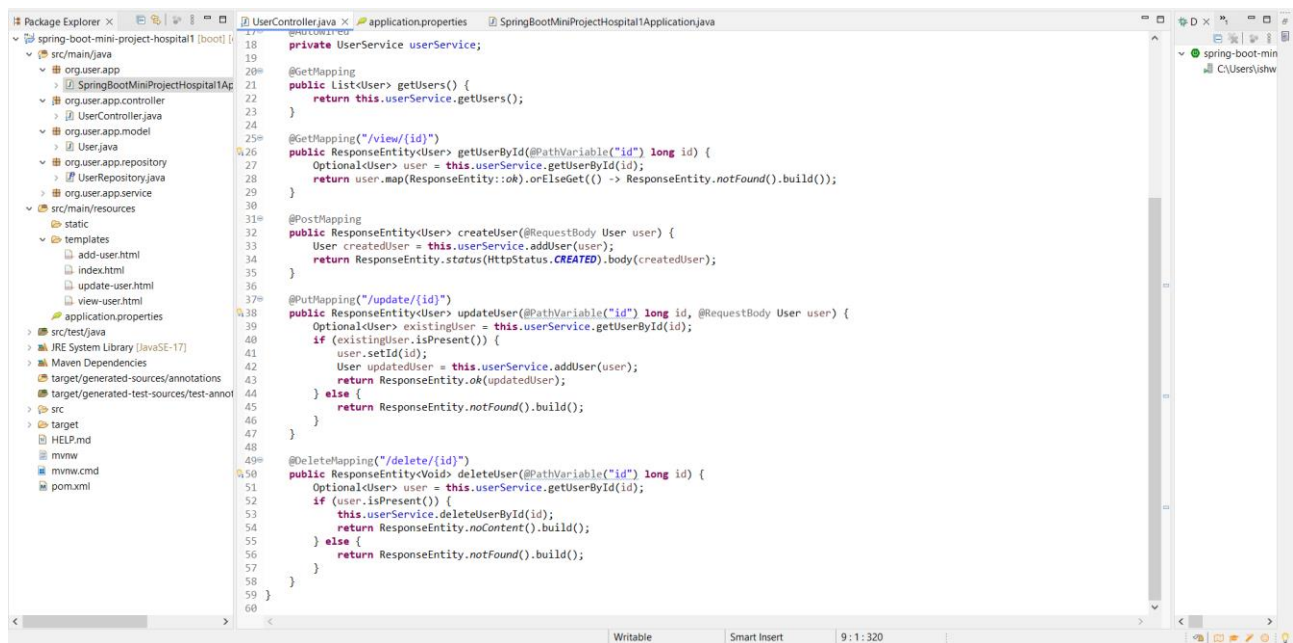 Package Explorer
spring-boot-mini-project-hospital1 [boot]
src/main/java
org.user.app
SpringBootMiniProjectHospital1Ap
org.user.app.controller
UserController.java
org.user.app.model
User.java
org.user.app.repository
UserRepository.java
org.user.app.service
src/main/resources
static
templates
add-user.html
index.html
update-user.html
view-user.html
application.properties
src/test/java
JRE System Library [JavaSE-17]
Maven Dependencies
target/generated-sources/annotations
target/generated-test-sources/test-annot
src
target
HELP.md
mvnw
mvnw.cmd
pom.xml
UserController.java application.properties SpringBootMiniProjectHospital1Application.java
17 @Autowired
18 private UserService userService;
19
20 @GetMapping
21 public List<User> getUsers() {
22 return this.userService.getUsers();
23 }
24
25 @GetMapping("/view/{id}")
26 public ResponseEntity<User> getUserById(@PathVariable("id") long id) {
27 Optional<User> user = this.userService.getUserById(id);
28 return user.map(ResponseEntity::ok).orElseGet(() -> ResponseEntity.notFound().build());
29 }
30
31 @PostMapping
32 public ResponseEntity<User> createUser(@RequestBody User user) {
33 User createdUser = this.userService.addUser(user);
34 return ResponseEntity.status(HttpStatus.CREATED).body(createdUser);
35 }
36
37 @PutMapping("/update/{id}")
38 public ResponseEntity<User> updateUser(@PathVariable("id") long id, @RequestBody User user) {
39 Optional<User> existingUser = this.userService.getUserById(id);
40 if (existingUser.isPresent()) {
41 user.setId(id);
42 User updatedUser = this.userService.addUser(user);
43 return ResponseEntity.ok(updatedUser);
44 } else {
45 return ResponseEntity.notFound().build();
46 }
47 }
48
49 @DeleteMapping("/delete/{id}")
50 public ResponseEntity<Void> deleteUser(@PathVariable("id") long id) {
51 Optional<User> user = this.userService.getUserById(id);
52 if (user.isPresent()) {
53 this.userService.deleteUserById(id);
54 return ResponseEntity.noContent().build();
55 } else {
56 return ResponseEntity.notFound().build();
57 }
58 }
59 }
60
D
spring-boot-min
C:\Users\ishw
Writable Smart Insert 9 : 1 : 320